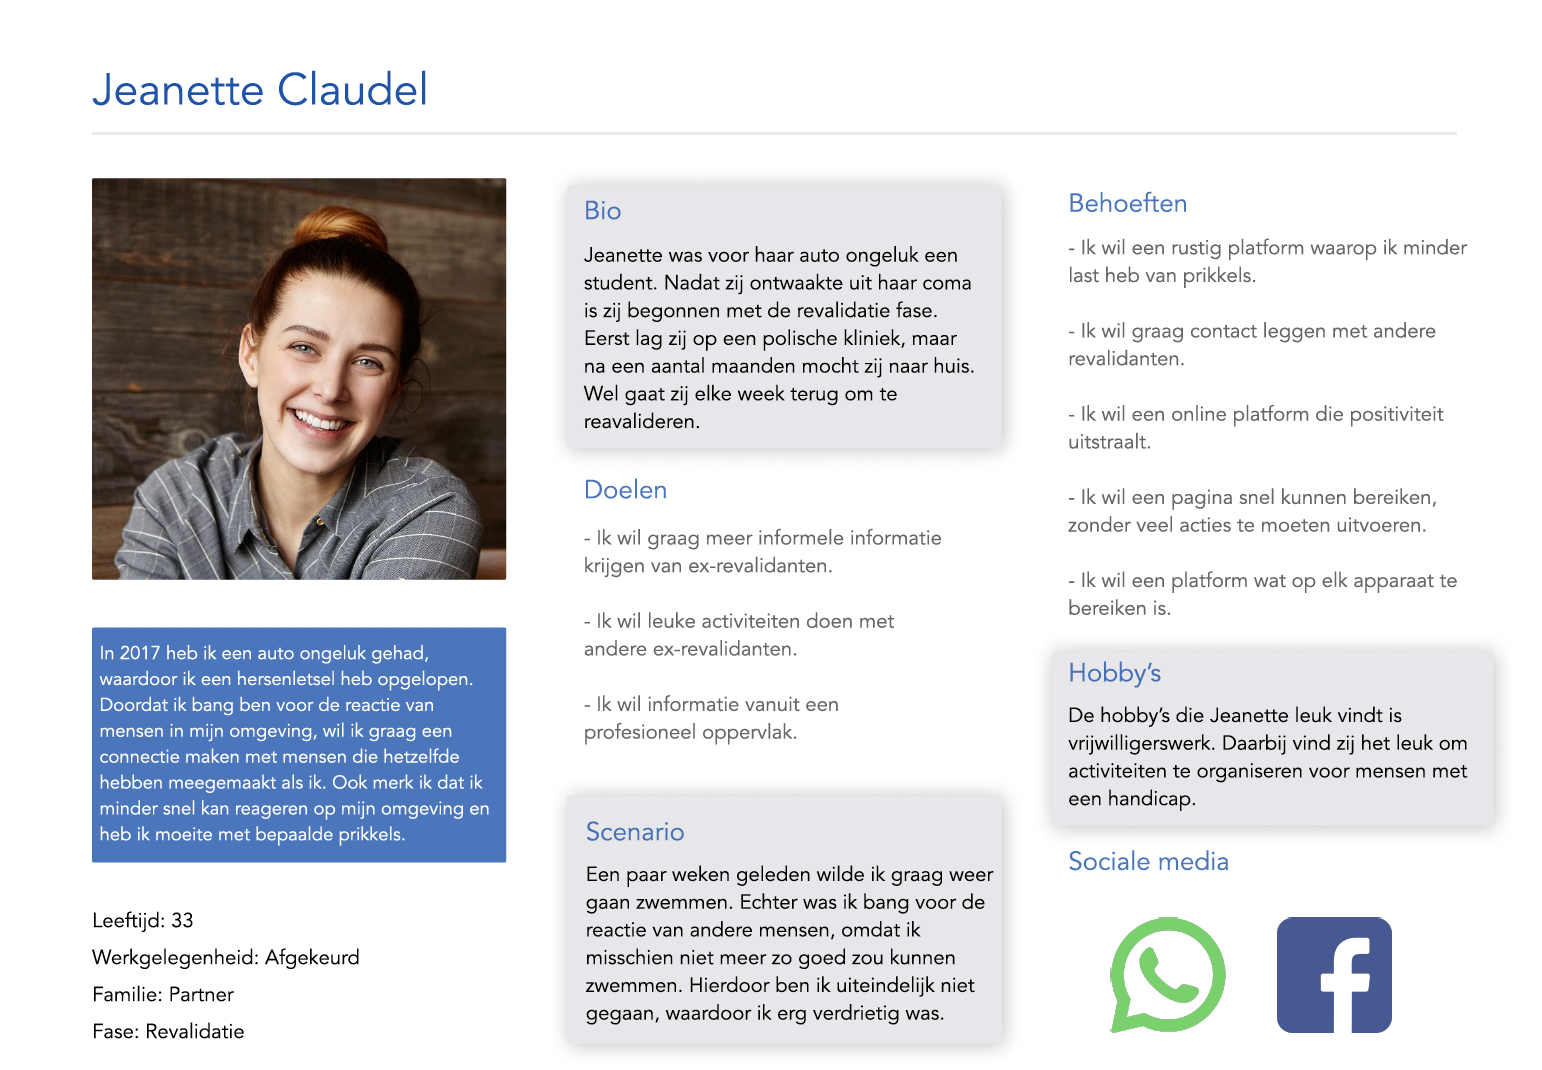 Jeanette Claudel
In 2017 heb ik een auto ongeluk gehad,
waardoor ik een hersenletsel heb opgelopen.
Doordat ik bang ben voor de reactie van
mensen in mijn omgeving, wil ik graag een
connectie maken met mensen die hetzelfde
hebben meegemaakt als ik. Ook merk ik dat ik
minder snel kan reageren op mijn omgeving en
heb ik moeite met bepaalde prikkels.
Leeftijd: 33
Werkgelegenheid: Afgekeurd
Familie: Partner
Fase: Revalidatie
Bio
Jeanette was voor haar auto ongeluk een
student. Nadat zij ontwaakte uit haar coma
is zij begonnen met de revalidatie fase.
Eerst lag zij op een polische kliniek, maar
na een aantal maanden mocht zij naar huis.
Wel gaat zij elke week terug om te
reavalideren.
Doelen
- Ik wil graag meer informele informatie
krijgen van ex-revalidanten.
- Ik wil leuke activiteiten doen met
andere ex-revalidanten.
- Ik wil informatie vanuit een
profesioneel oppervlak.
Scenario
Een paar weken geleden wilde ik graag weer
gaan zwemmen. Echter was ik bang voor de
reactie van andere mensen, omdat ik
misschien niet meer zo goed zou kunnen
zwemmen. Hierdoor ben ik uiteindelijk niet
gegaan, waardoor ik erg verdrietig was.
Behoeften
- Ik wil een rustig platform waarop ik minder
last heb van prikkels.
- Ik wil graag contact leggen met andere
revalidanten.
- Ik wil een online platform die positiviteit
uitstraalt.
- Ik wil een pagina snel kunnen bereiken,
zonder veel acties te moeten uitvoeren.
- Ik wil een platform wat op elk apparaat te
bereiken is.
Hobby’s
De hobby’s die Jeanette leuk vindt is
vrijwilligerswerk. Daarbij vind zij het leuk om
activiteiten te organiseren voor mensen met
een handicap.
Sociale media